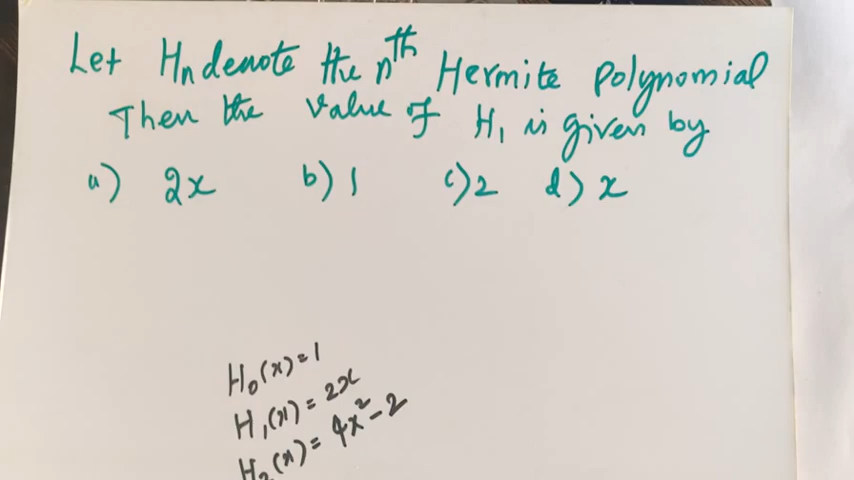 Let Hn denote the nth Hermite Polynomial
Then the value of H1 is given by
a) 2x b) 1 c) 2 d) x
H0(x)=1
H1(x)=2x
H2(x)=4x²-2